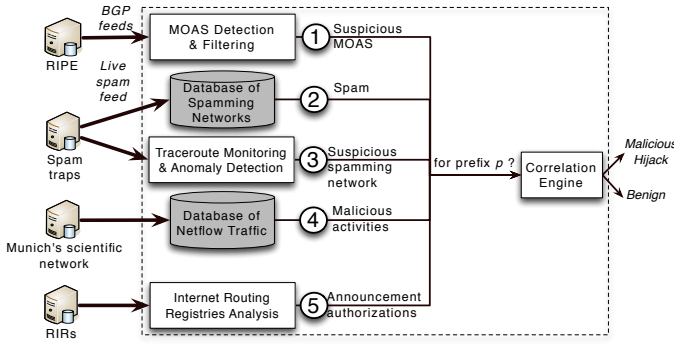 BGP
feeds
RIPE
MOAS Detection
& Filtering
1
Suspicious
MOAS
Live
spam
feed
Spam
traps
Database of
Spamming
Networks
2
Spam
Traceroute Monitoring
& Anomaly Detection
3
Suspicious
spamming
network
Munich's scientific
network
Database of
Netflow Traffic
4
Malicious
activities
RIRs
Internet Routing
Registries Analysis
5
Announcement
authorizations
for prefix p ?
Correlation
Engine
Malicious
Hijack
Benign